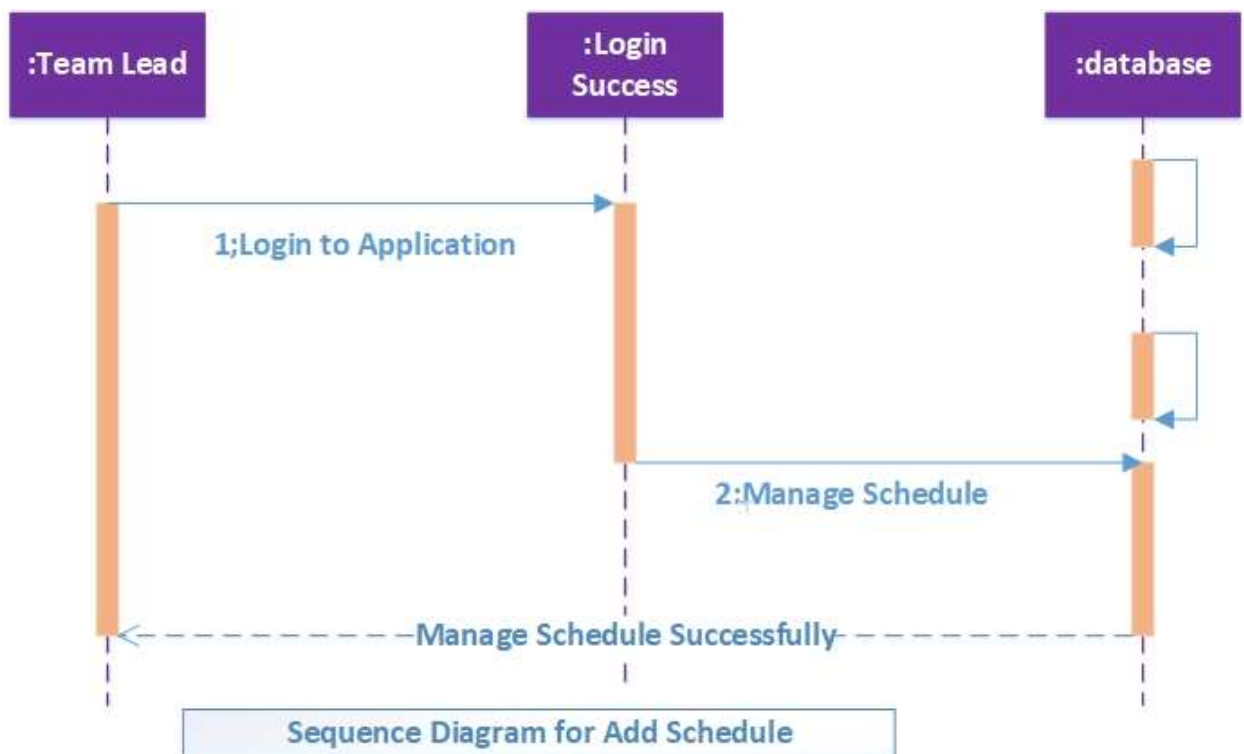 :Team Lead
:Login
Success
:database
1;Login to Application
2:Manage Schedule
Manage Schedule Successfully
Sequence Diagram for Add Schedule